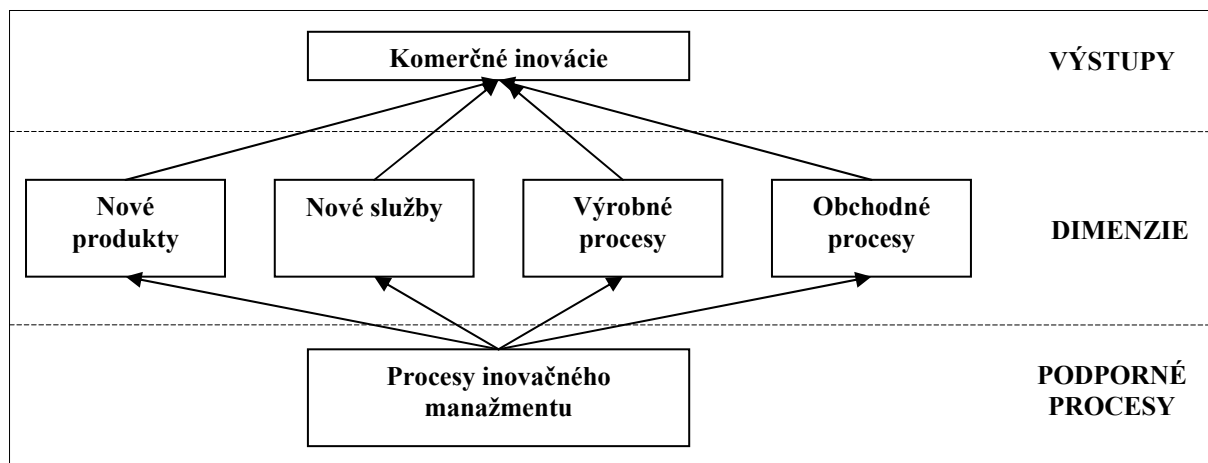 Komerčné inovácie
VÝSTUPY
Nové
produkty
Nové služby
Výrobné
procesy
Obchodné
procesy
DIMENZIE
Procesy inovačného
manažmentu
PODPORNÉ
PROCESY